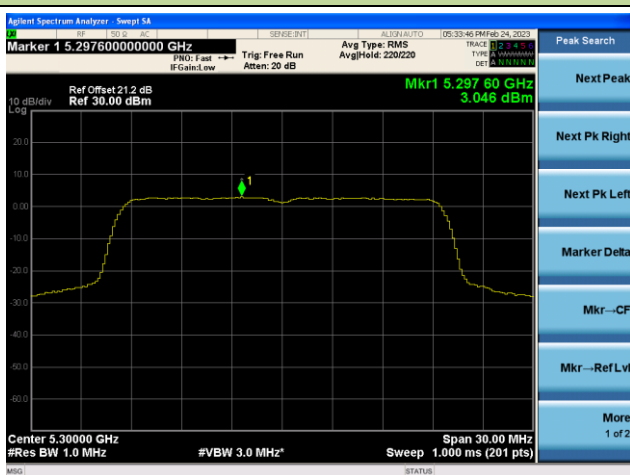 Agilent Spectrum Analyzer - Swept SA
RF 50 Ω AC SENSE:INT ALIGN AUTO 05:33:46 PM Feb 24, 2023
Marker 1 5.297600000000 GHz
PNO: Fast
IFGain:Low
Trig: Free Run
Atten: 20 dB
Avg Type: RMS
Avg|Hold: 220/220
TRACE 1 2 3 4 5 6
TYPE A
DET A N N N N N
Peak Search
Ref Offset 21.2 dB
Ref 30.00 dBm
10 dB/div
Log
Mkr1 5.297 60 GHz
3.046 dBm
20.0
10.0
0.00
-10.0
-20.0
-30.0
-40.0
-50.0
-60.0
1
Next Peak
Next Pk Right
Next Pk Left
Marker Delta
Mkr→CF
Mkr→Ref Lvl
More
1 of 2
Center 5.30000 GHz
#Res BW 1.0 MHz
#VBW 3.0 MHz*
Span 30.00 MHz
Sweep 1.000 ms (201 pts)
MSG
STATUS